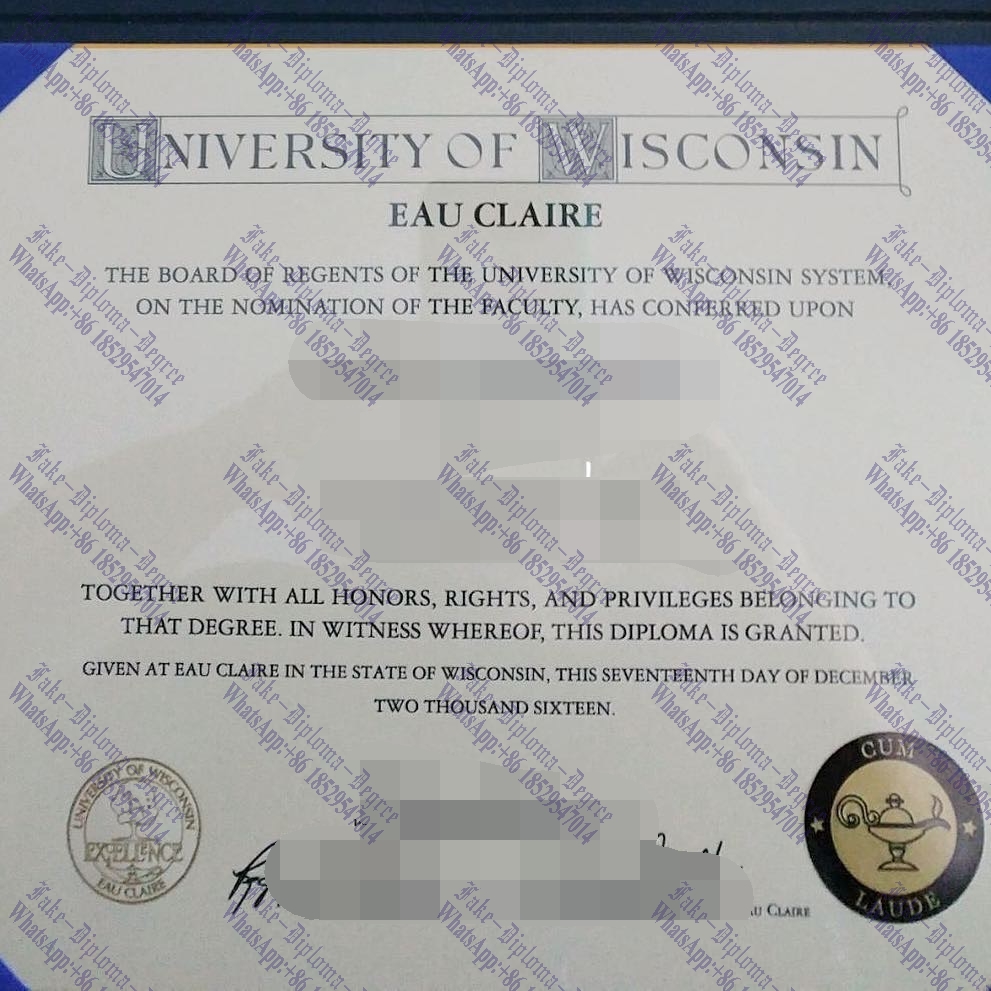 UNIVERSITY OF WISCONSIN
EAU CLAIRE
THE BOARD OF REGENTS OF THE UNIVERSITY OF WISCONSIN SYSTEM,
ON THE NOMINATION OF THE FACULTY, HAS CONFERRED UPON
TOGETHER WITH ALL HONORS, RIGHTS, AND PRIVILEGES BELONGING TO
THAT DEGREE. IN WITNESS WHEREOF, THIS DIPLOMA IS GRANTED.
GIVEN AT EAU CLAIRE IN THE STATE OF WISCONSIN, THIS SEVENTEENTH DAY OF DECEMBER
TWO THOUSAND SIXTEEN.
UNIVERSITY OF WISCONSIN
EXCELLENCE
EAU CLAIRE
CLAIRE
CUM
LAUDE
Fake-Diploma-Degree
WhatsApp:+86 18529547014